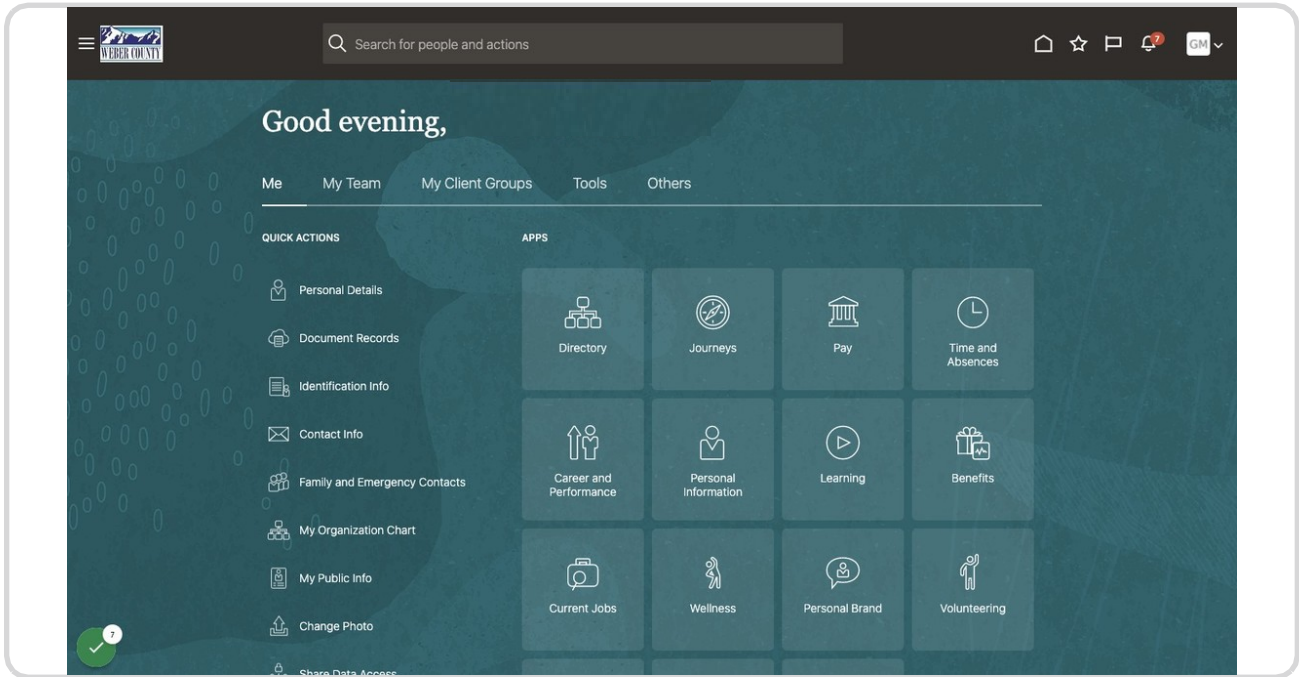 WEBER COUNTY
Search for people and actions
7
GM
Good evening,
Me
My Team
My Client Groups
Tools
Others
QUICK ACTIONS
APPS
Personal Details
Document Records
Identification Info
Contact Info
Family and Emergency Contacts
My Organization Chart
My Public Info
Change Photo
Share Data Access
Directory
Journeys
Pay
Time and
Absences
Career and
Performance
Personal
Information
Learning
Benefits
Current Jobs
Wellness
Personal Brand
Volunteering
7